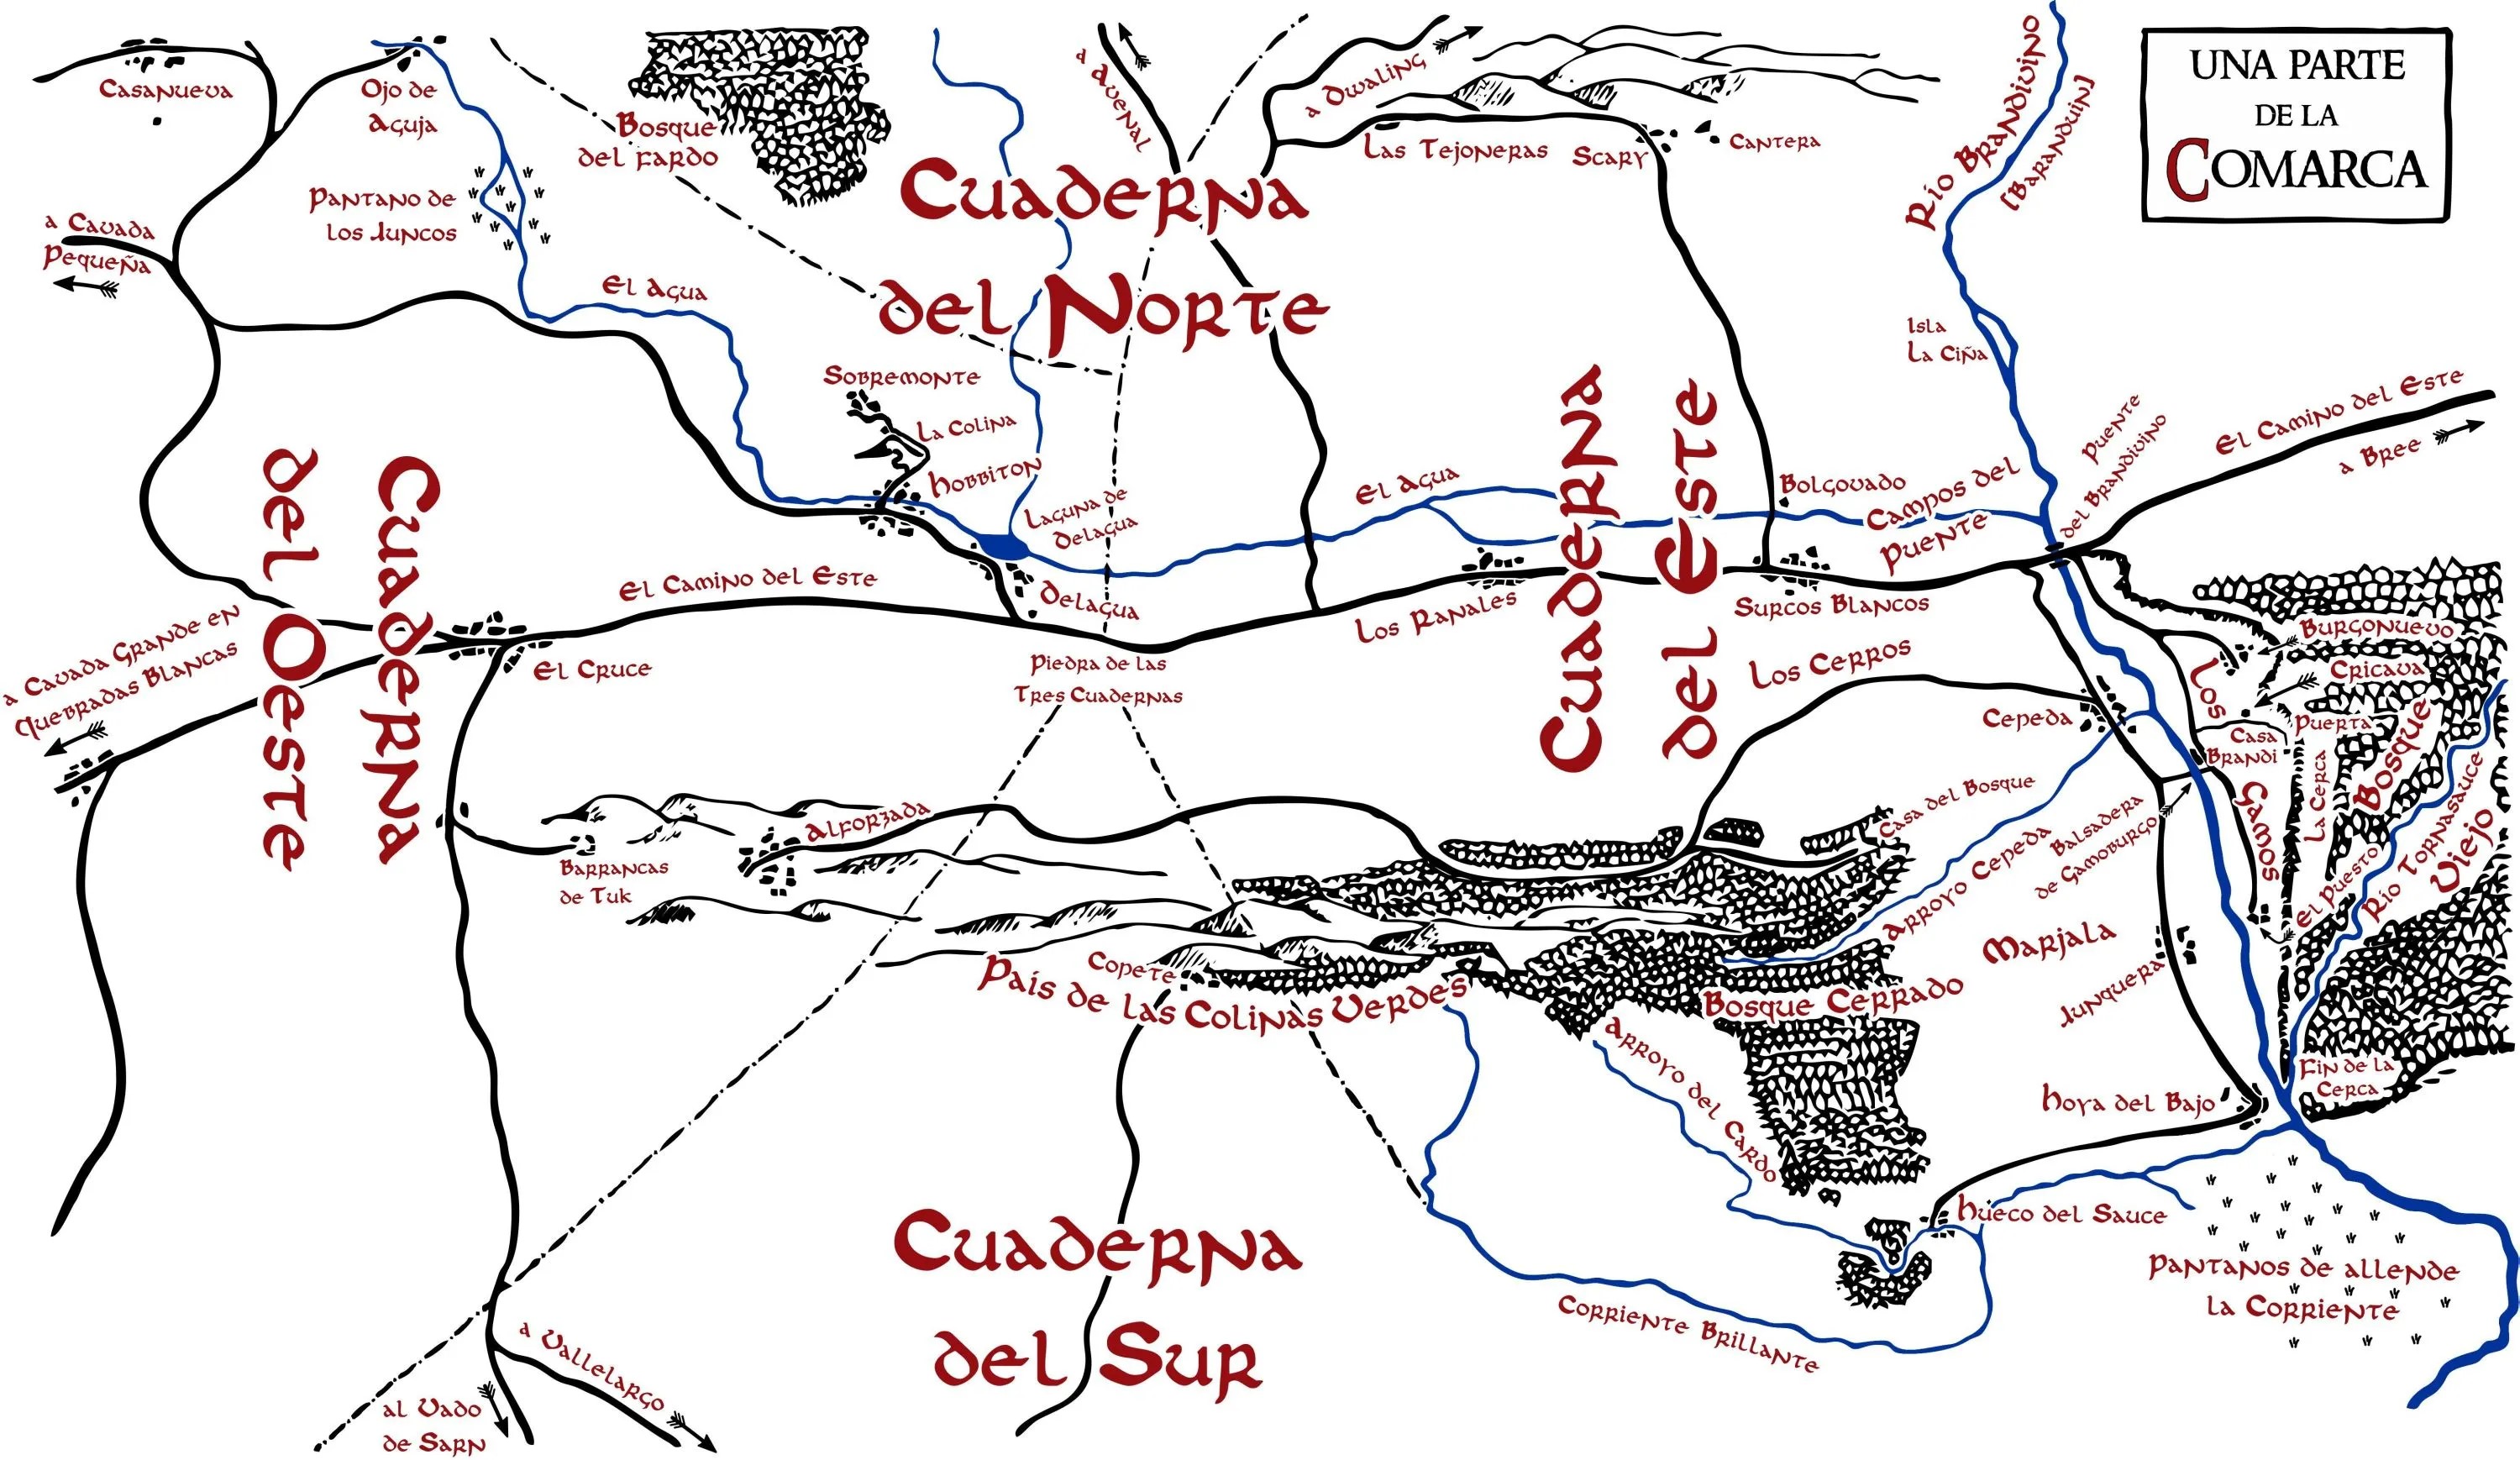 UNA PARTE
DE LA
COMARCA
Casanueva
Ojo de
Aguja
Bosque
del Fardo
a Avenal
a Dwaling
Las Tejoneras
Scary
Cantera
Río Brandivino
[Baranduin]
Pantano de
los Juncos
a Cavada
Pequeña
Cuaderna
del Norte
El Agua
Isla
La Ciña
Sobremonte
La Colina
Hobbiton
Laguna de
Delagua
Delagua
El Agua
Bolgovado
Campos del
Puente
Puente
del Brandivino
El Camino del Este
a Bree
Cuaderna
del Oeste
Cuaderna
del Este
El Camino del Este
Los Ranales
Surcos Blancos
a Cavada Grande en
Quebradas Blancas
El Cruce
Piedra de las
Tres Cuadernas
Los Cerros
Cepeda
Burgonuevo
Cricava
Puerta
Los
Gamos
Casa
Brandi
La Cerca
Bosque
Viejo
Río Tornasauce
El Puesto
Alforzada
Barrancas
de Tuk
Casa del Bosque
Arroyo Cepeda
Balsadera
de Gamoburgo
Marjala
Junquera
Copete
País de las Colinas Verdes
Bosque Cerrado
Arroyo del Cardo
Fin de la
Cerca
Hoya del Bajo
Hueco del Sauce
Cuaderna
del Sur
Corriente Brillante
Pantanos de allende
la Corriente
a Vallelargo
al Vado
de Sarn